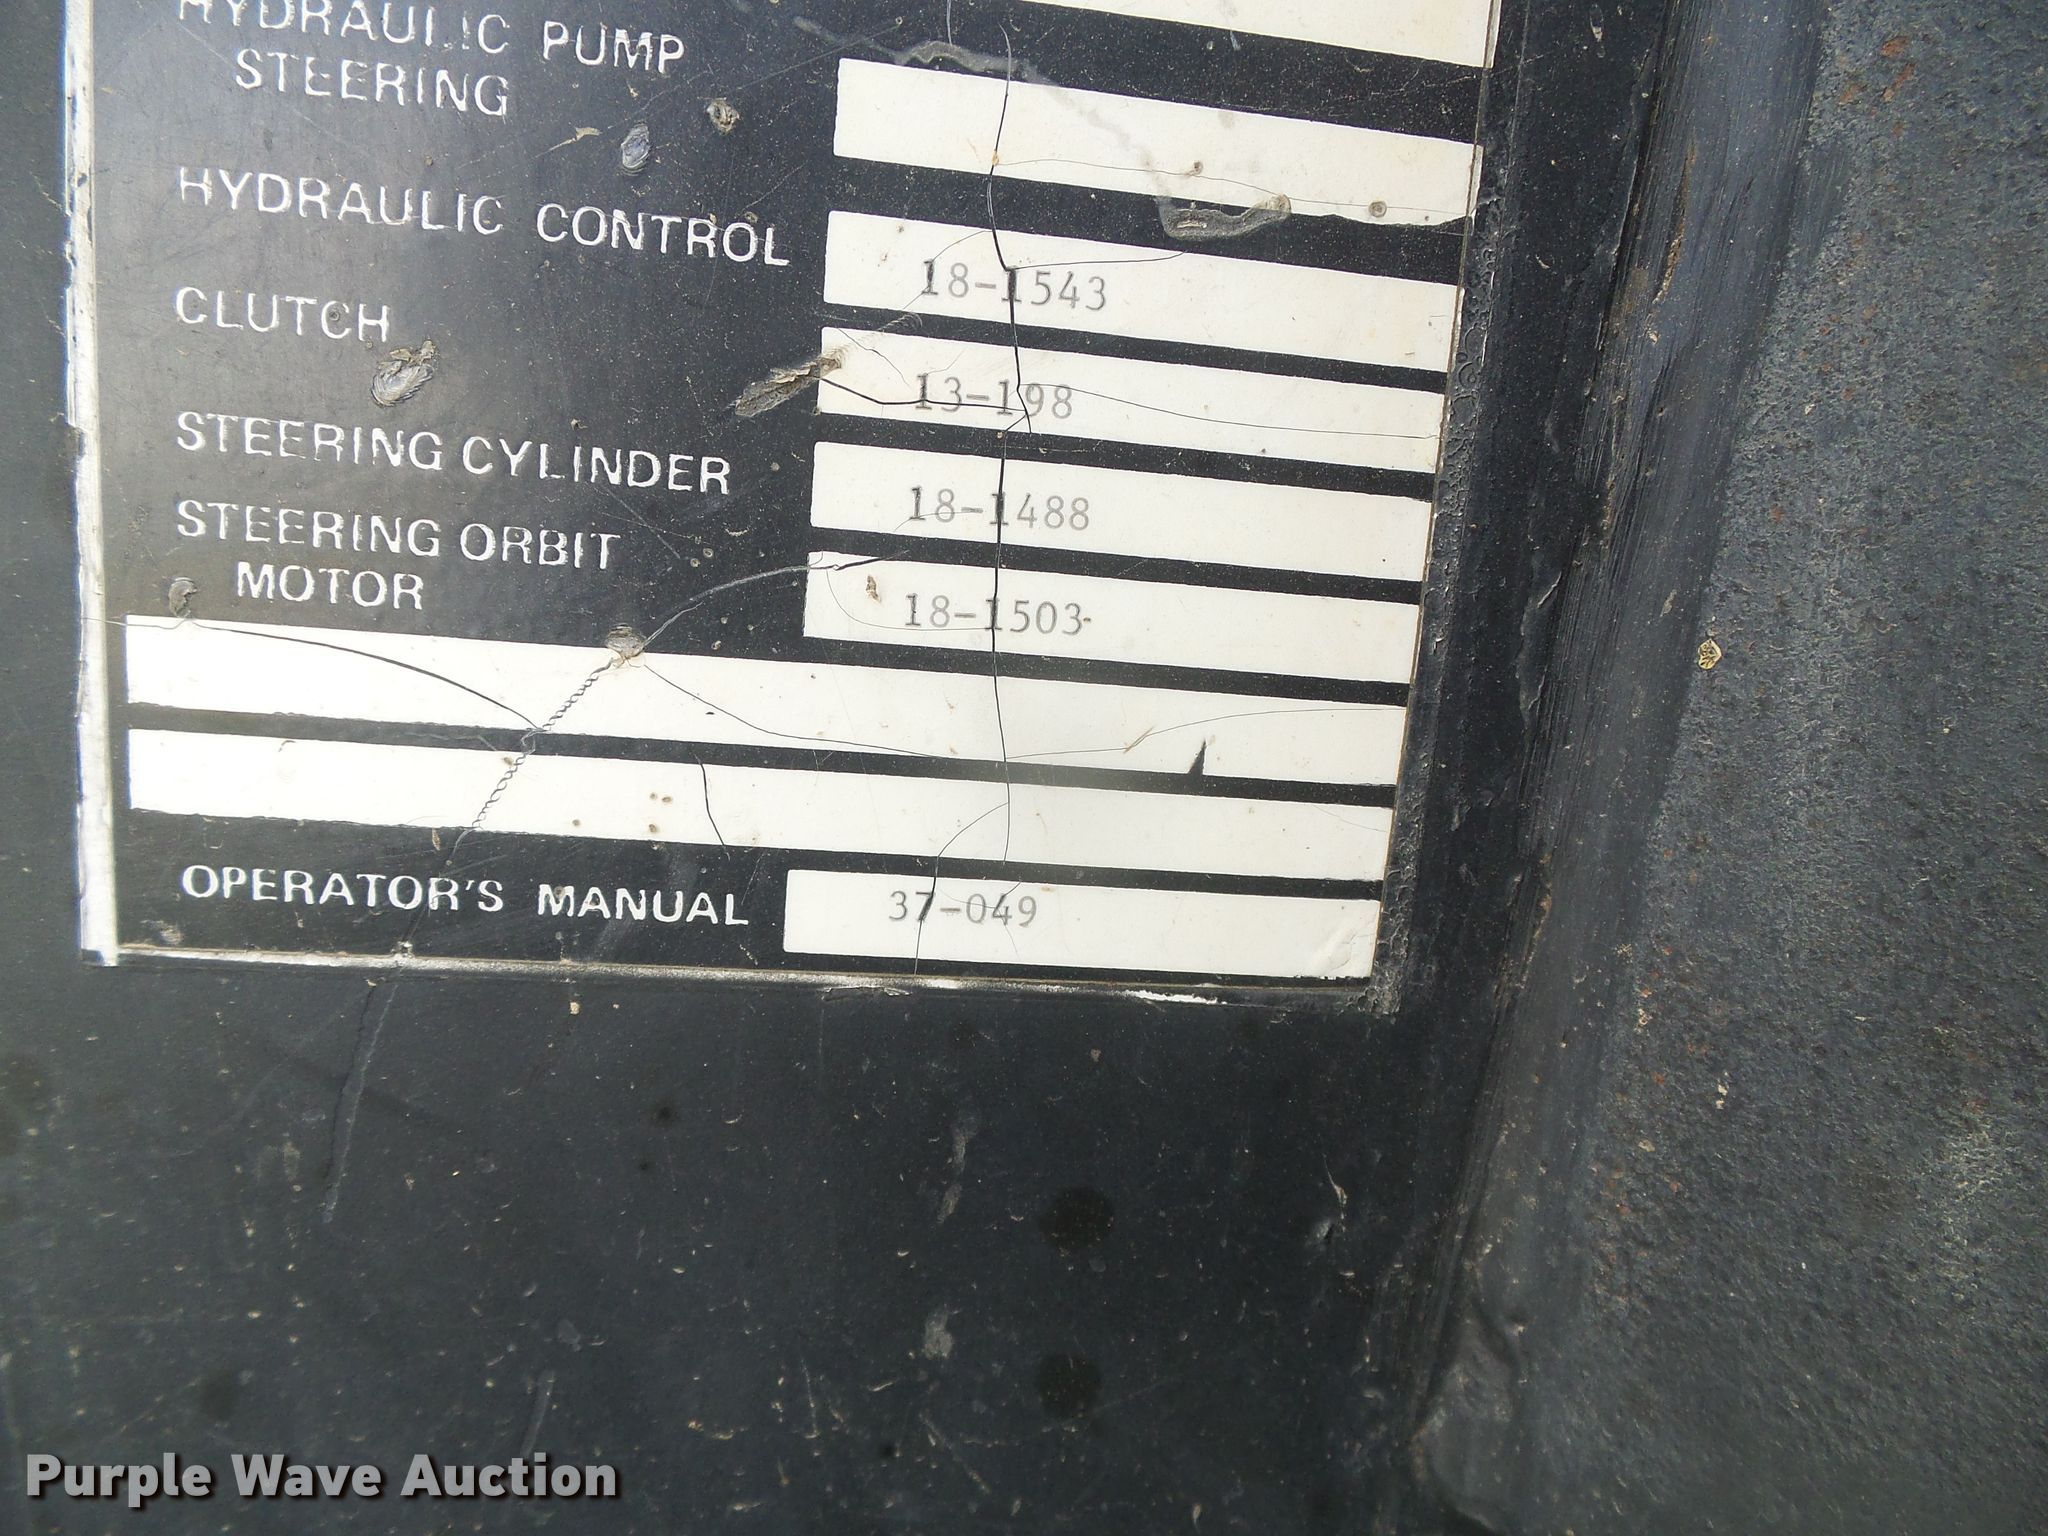 HYDRAULIC PUMP
STEERING
HYDRAULIC CONTROL 18-1543
CLUTCH 13-198
STEERING CYLINDER 18-1488
STEERING ORBIT
MOTOR 18-1503
OPERATOR'S MANUAL 37-049
Purple Wave Auction